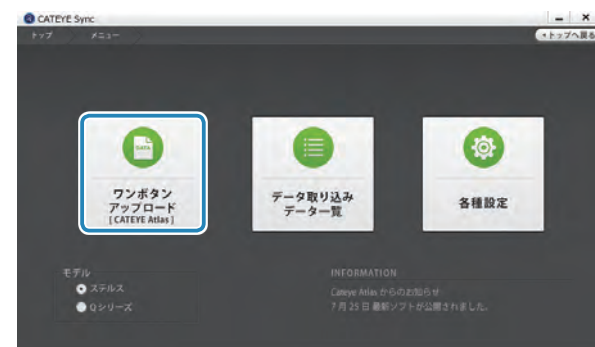 CATEYE Sync
トップ メニュー
トップへ戻る
DATA
ワンボタン
アップロード
[CATEYE Atlas]
データ取り込み
データ一覧
各種設定
モデル
ステルス
Qシリーズ
INFORMATION
Cateye Atlas からのお知らせ
7月25日 最新ソフトが公開されました。